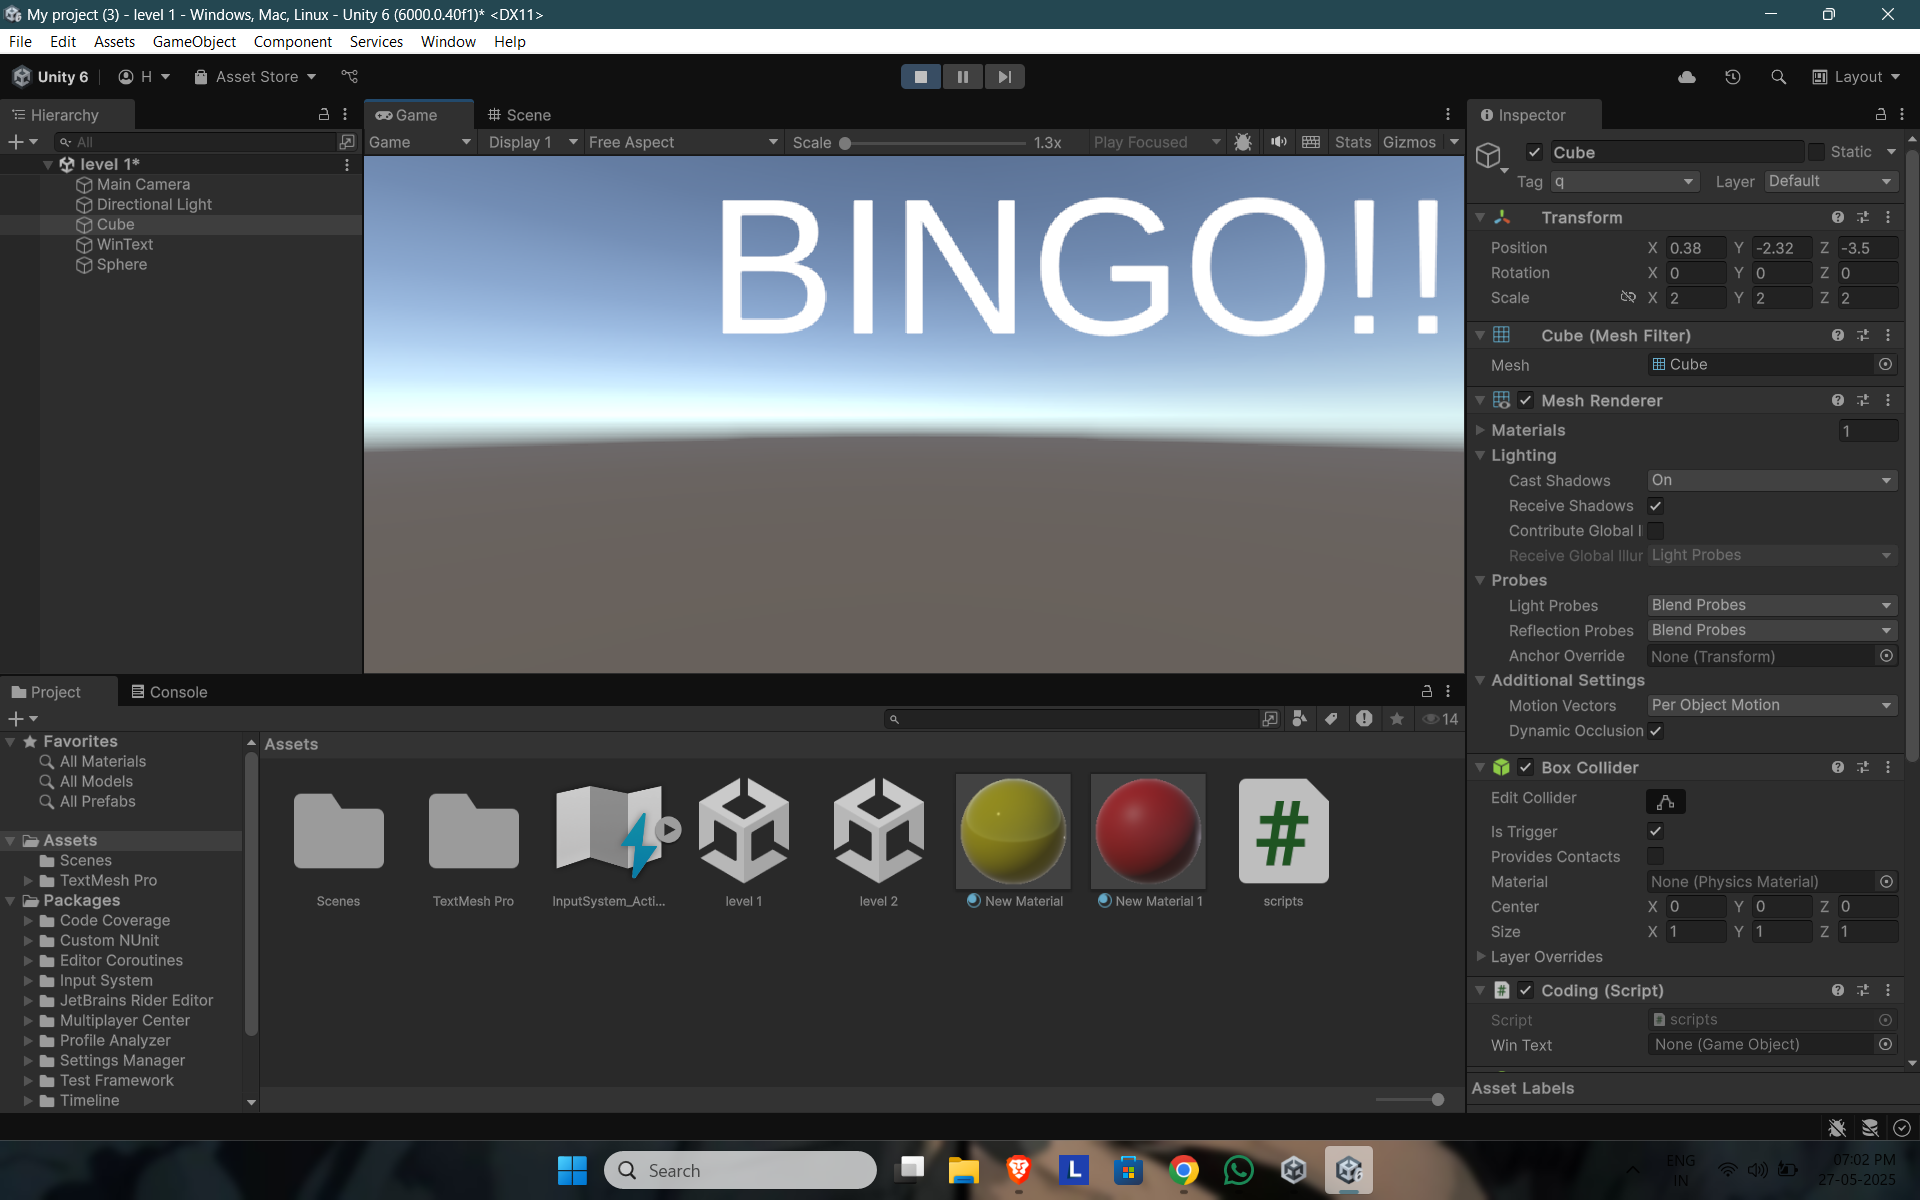 My project (3) - level 1 - Windows, Mac, Linux - Unity 6 (6000.0.40f1)* <DX11>
File Edit Assets GameObject Component Services Window Help
Unity 6 H Asset Store Layout
Hierarchy
All
level 1*
Main Camera
Directional Light
Cube
WinText
Sphere
Game Scene
Game Display 1 Free Aspect Scale 1.3x Play Focused Stats Gizmos
BINGO!!
Inspector
Cube Static
Tag q Layer Default
Transform
Position X 0.38 Y -2.32 Z -3.5
Rotation X 0 Y 0 Z 0
Scale X 2 Y 2 Z 2
Cube (Mesh Filter)
Mesh Cube
Mesh Renderer
Materials 1
Lighting
Cast Shadows On
Receive Shadows
Contribute Global I
Receive Global Illur Light Probes
Probes
Light Probes Blend Probes
Reflection Probes Blend Probes
Anchor Override None (Transform)
Additional Settings
Motion Vectors Per Object Motion
Dynamic Occlusion
Box Collider
Edit Collider
Is Trigger
Provides Contacts
Material None (Physics Material)
Center X 0 Y 0 Z 0
Size X 1 Y 1 Z 1
Layer Overrides
Coding (Script)
Script scripts
Win Text None (Game Object)
Asset Labels
Project Console
14
Favorites
All Materials
All Models
All Prefabs
Assets
Scenes
TextMesh Pro
Packages
Code Coverage
Custom NUnit
Editor Coroutines
Input System
JetBrains Rider Editor
Multiplayer Center
Profile Analyzer
Settings Manager
Test Framework
Timeline
Assets
Scenes TextMesh Pro InputSystem_Acti... level 1 level 2 New Material New Material 1 scripts
Search
ENG
IN
07:02 PM
27-05-2025